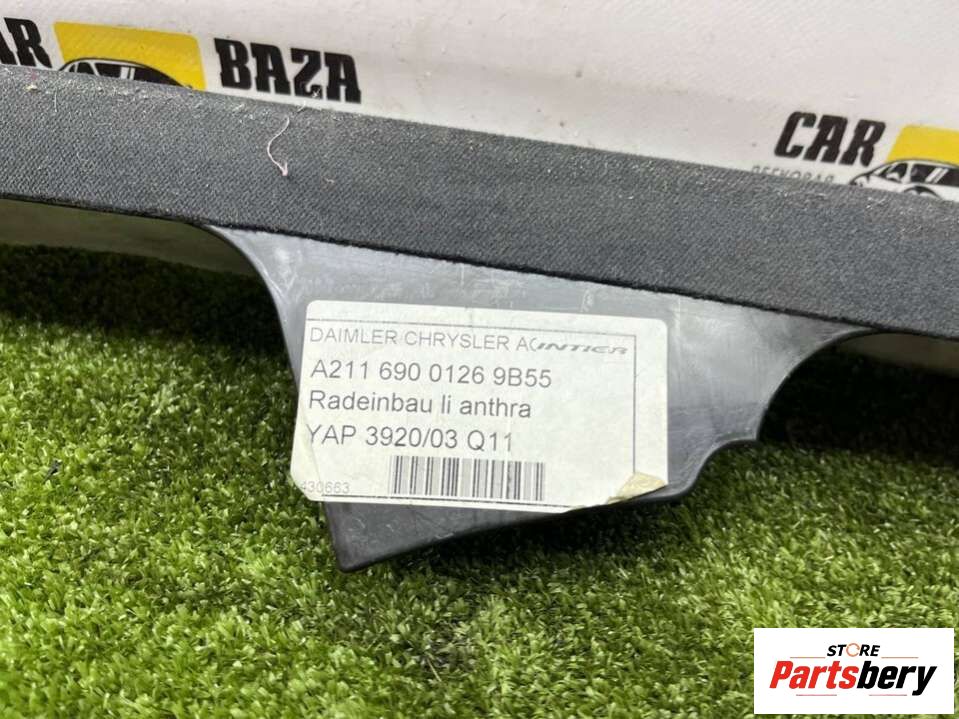 CAR
BAZA
CAR
DAIMLER CHRYSLER AG INTIER
A211 690 0126 9B55
Radeinbau li anthra
YAP 3920/03 Q11
430663
STORE
Partsbery